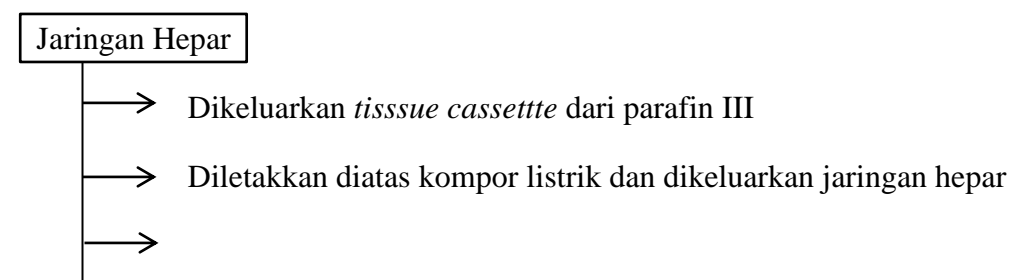 Jaringan Hepar
Dikeluarkan tisssue cassettte dari parafin III
Diletakkan diatas kompor listrik dan dikeluarkan jaringan hepar